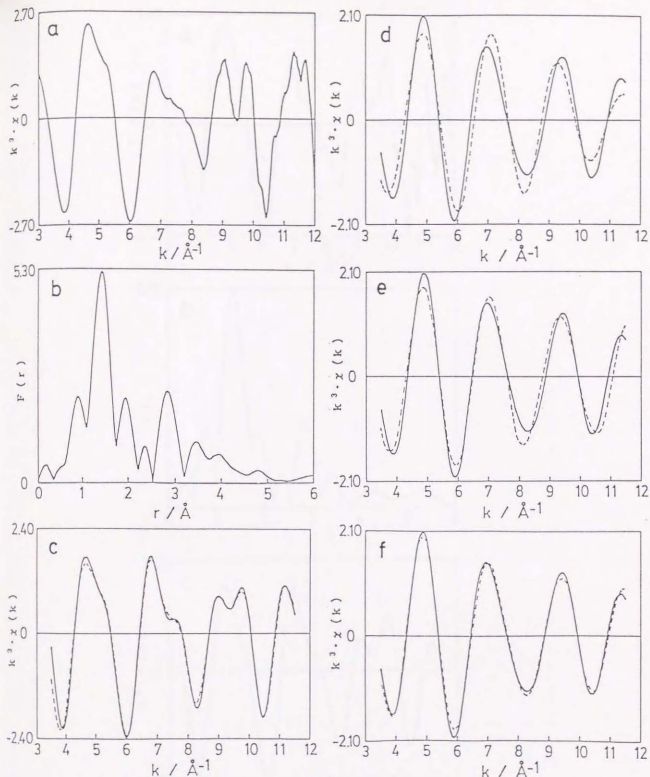 a
2.70
0
-2.70
k³·χ(k)
3 4 5 6 7 8 9 10 11 12
k / Å⁻¹
b
5.30
0
F(r)
0 1 2 3 4 5 6
r / Å
c
2.40
0
-2.40
k³·χ(k)
3 4 5 6 7 8 9 10 11 12
k / Å⁻¹
d
2.10
0
-2.10
k³·χ(k)
3 4 5 6 7 8 9 10 11 12
k / Å⁻¹
e
2.10
0
-2.10
k³·χ(k)
3 4 5 6 7 8 9 10 11 12
k / Å⁻¹
f
2.10
0
-2.10
k³·χ(k)
3 4 5 6 7 8 9 10 11 12
k / Å⁻¹